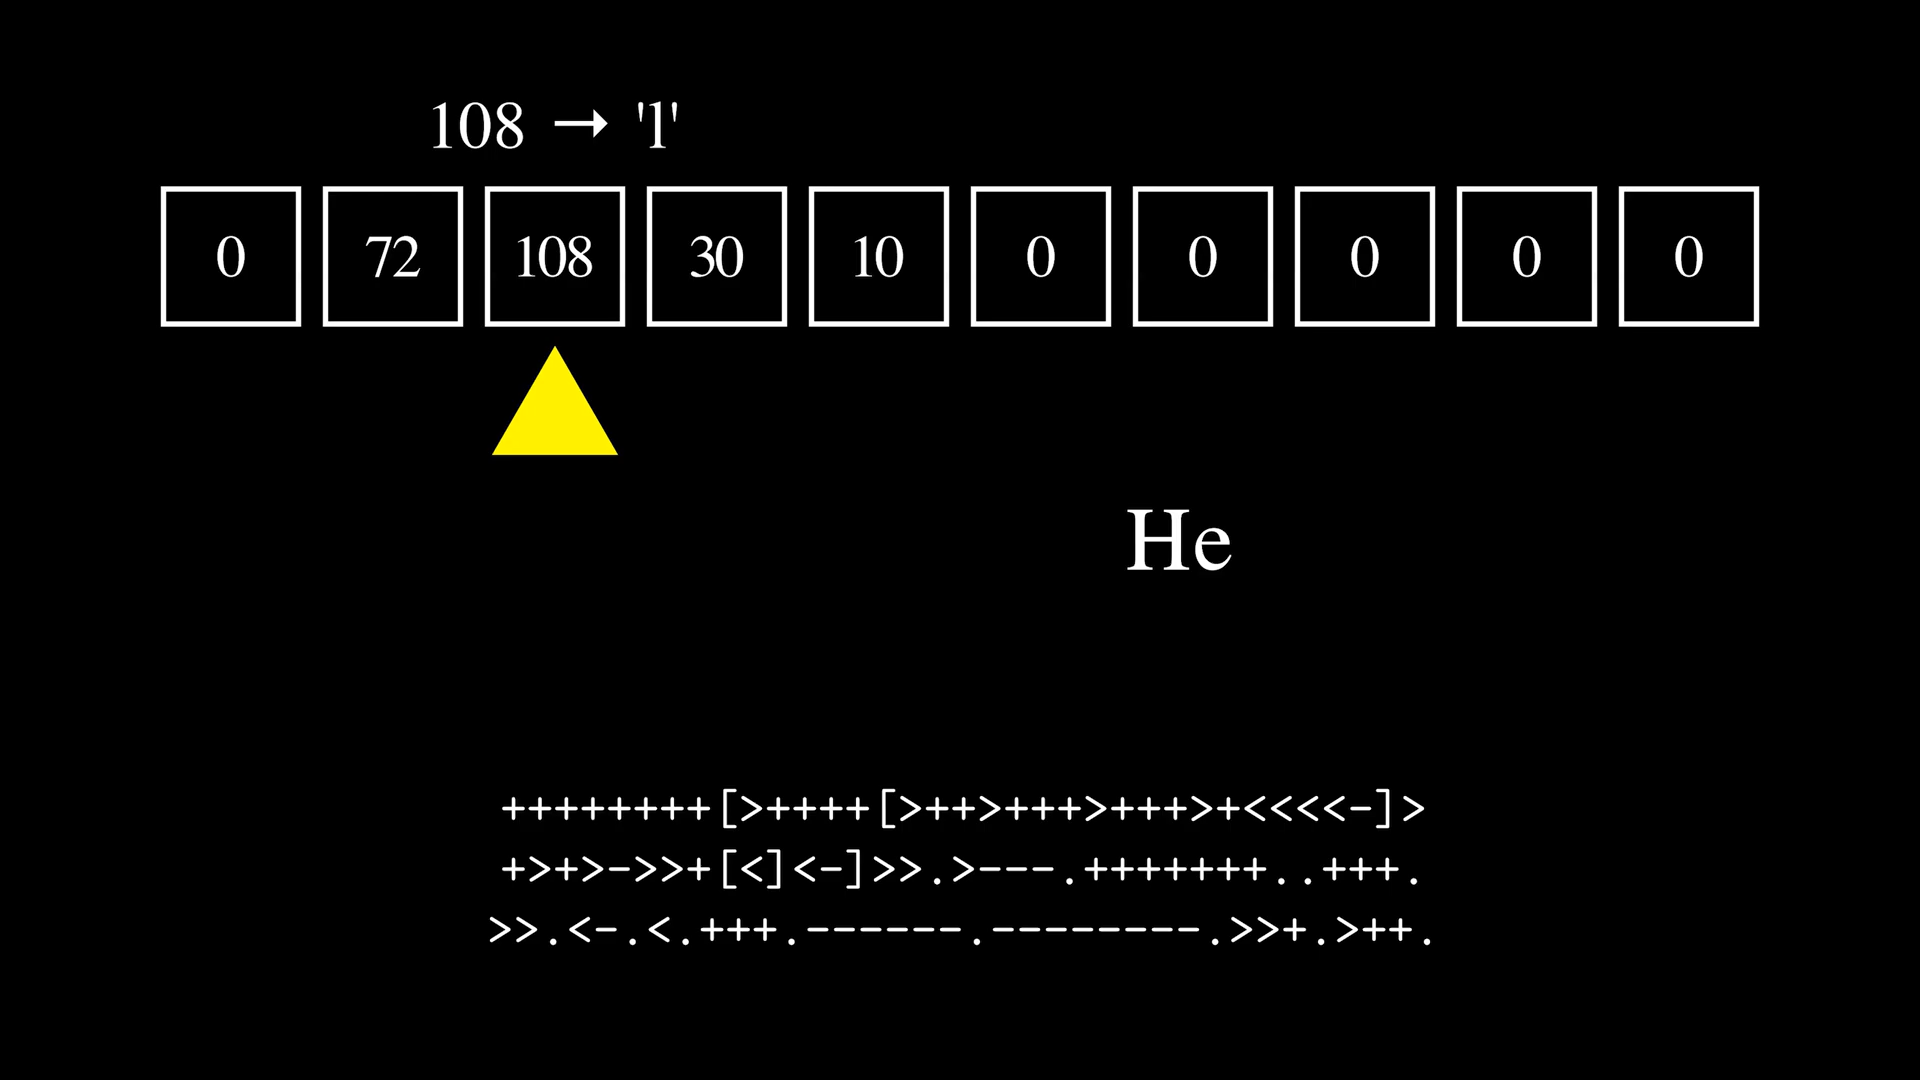 108 → 'l'
0 72 108 30 10 0 0 0 0 0
He
++++++++[>++++[>++>+++>+++>+<<<<-]>
+>+>->>+[<]<-]>>.>---.+++++++..+++.
>>.<-.<.+++.------.--------.>>+.>++.